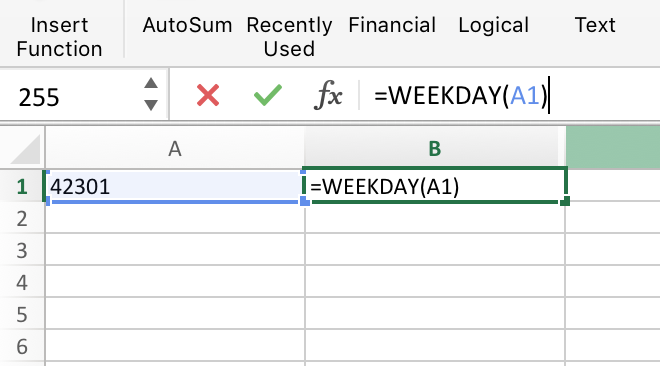 Insert Function
AutoSum
Recently Used
Financial
Logical
Text
255
fx
=WEEKDAY(A1)
A
B
1
42301
=WEEKDAY(A1)
2
3
4
5
6